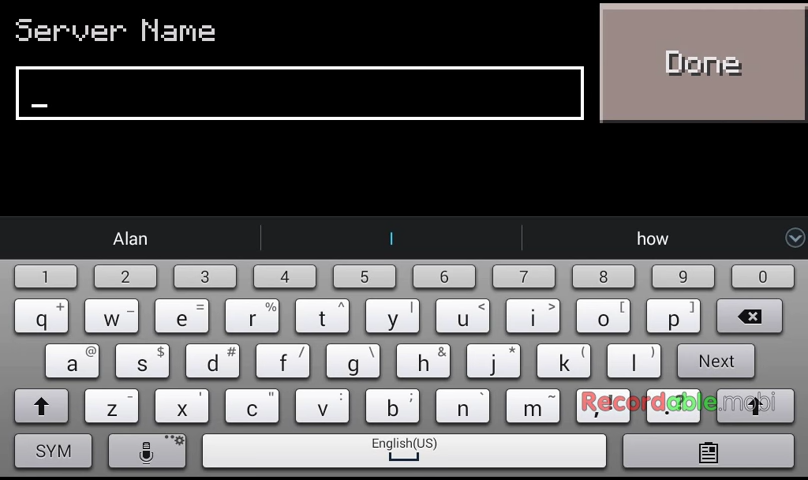 Server Name
Done
_
Alan I how
1 2 3 4 5 6 7 8 9 0
q + w _ e = r % t ^ y | u < i > o [ p ]
a @ s $ d # f / g \ h & j * k ( l ) Next
z - x ' c " v : b ; n ` m ~ , ! . ?
Recordable.mobi
SYM English(US)